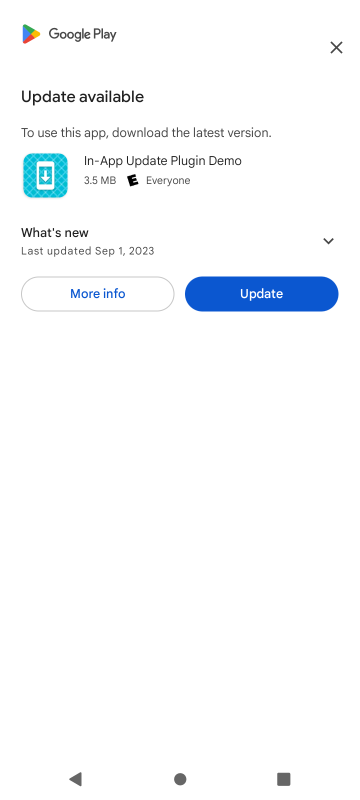 Google Play
Update available
To use this app, download the latest version.
In-App Update Plugin Demo
3.5 MB E Everyone
What's new
Last updated Sep 1, 2023
More info
Update